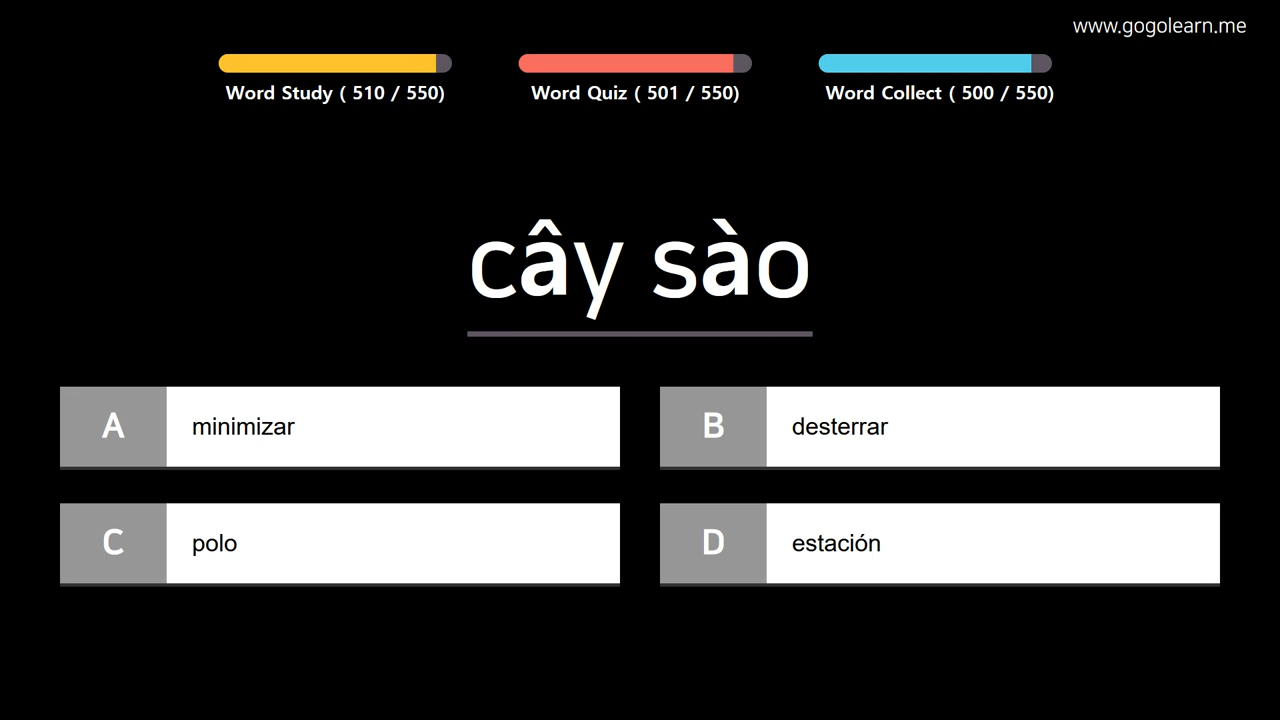 www.gogolearn.me
Word Study ( 510 / 550)
Word Quiz ( 501 / 550)
Word Collect ( 500 / 550)
cây sào
A minimizar
B desterrar
C polo
D estación